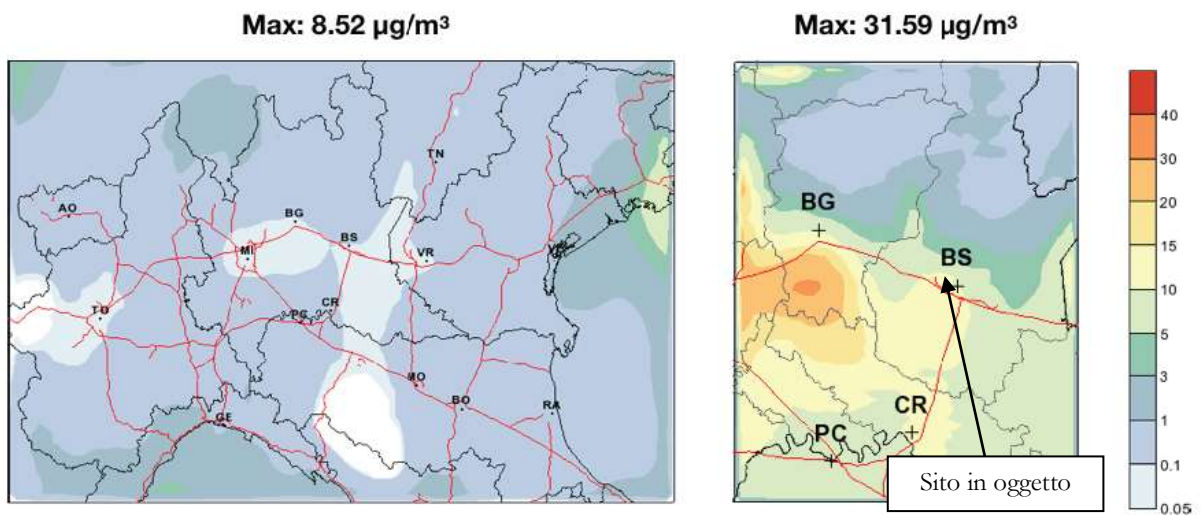 Max: 8.52 µg/m³
Max: 31.59 µg/m³
AO
TN
BG
MI
BS
VR
TO
PC
CR
MO
BO
RA
GE
BG
BS
CR
PC
Sito in oggetto
40
30
20
15
10
5
3
1
0.1
0.05